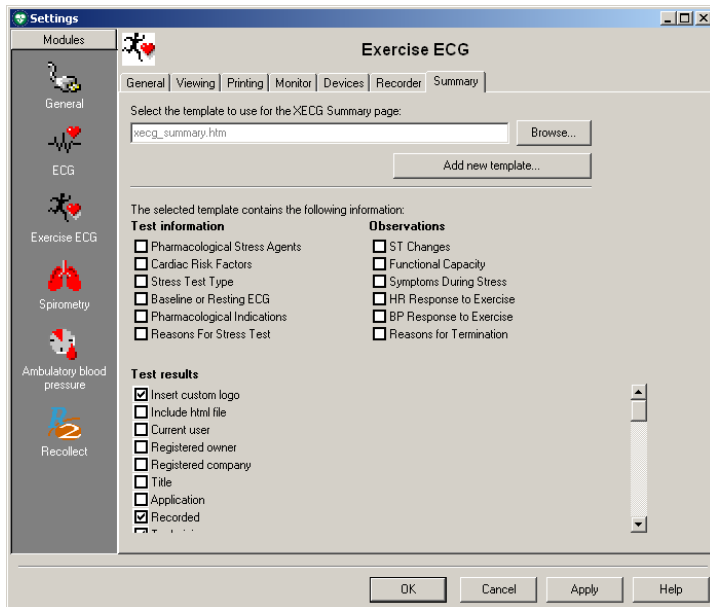 Settings
Modules
General
ECG
Exercise ECG
Spirometry
Ambulatory blood
pressure
Recollect
Exercise ECG
General Viewing Printing Monitor Devices Recorder Summary
Select the template to use for the XECG Summary page:
xecg_summary.htm Browse...
Add new template...
The selected template contains the following information:
Test information
Pharmacological Stress Agents
Cardiac Risk Factors
Stress Test Type
Baseline or Resting ECG
Pharmacological Indications
Reasons For Stress Test
Observations
ST Changes
Functional Capacity
Symptoms During Stress
HR Response to Exercise
BP Response to Exercise
Reasons for Termination
Test results
Insert custom logo
Include html file
Current user
Registered owner
Registered company
Title
Application
Recorded
OK Cancel Apply Help